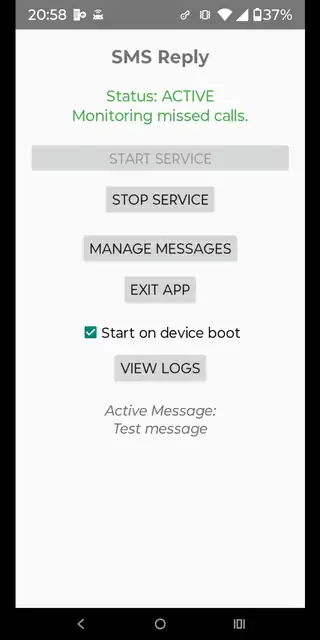 20:58 37%
SMS Reply
Status: ACTIVE
Monitoring missed calls.
START SERVICE
STOP SERVICE
MANAGE MESSAGES
EXIT APP
Start on device boot
VIEW LOGS
Active Message:
Test message